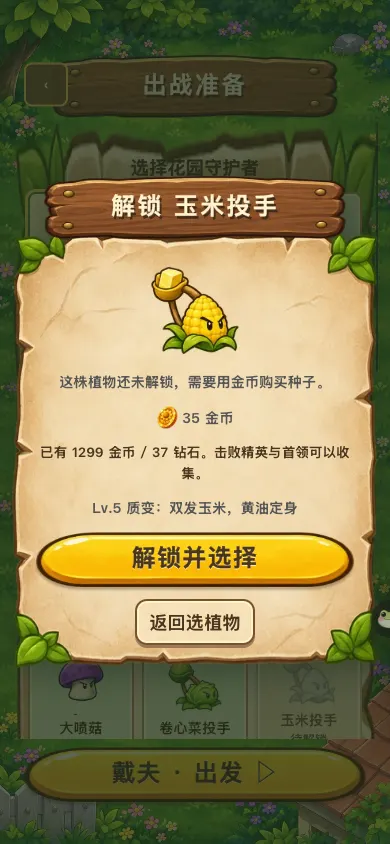 出战准备
选择花园守护者
解锁 玉米投手
这株植物还未解锁，需要用金币购买种子。
35 金币
已有 1299 金币 / 37 钻石。击败精英与首领可以收
集。
Lv.5 质变：双发玉米，黄油定身
解锁并选择
返回选植物
大喷菇
卷心菜投手
玉米投手
待解锁
戴夫 · 出发 ▷